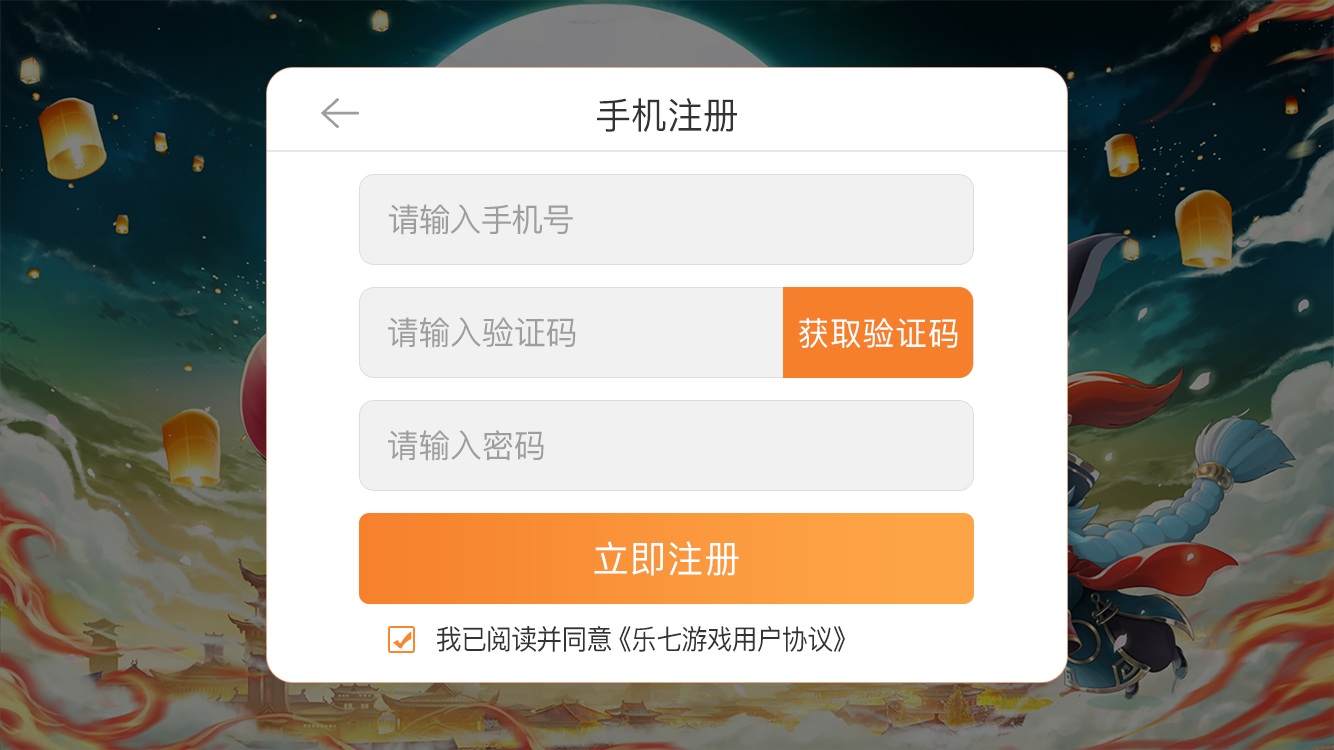 手机注册
请输入手机号
请输入验证码
获取验证码
请输入密码
立即注册
我已阅读并同意《乐七游戏用户协议》